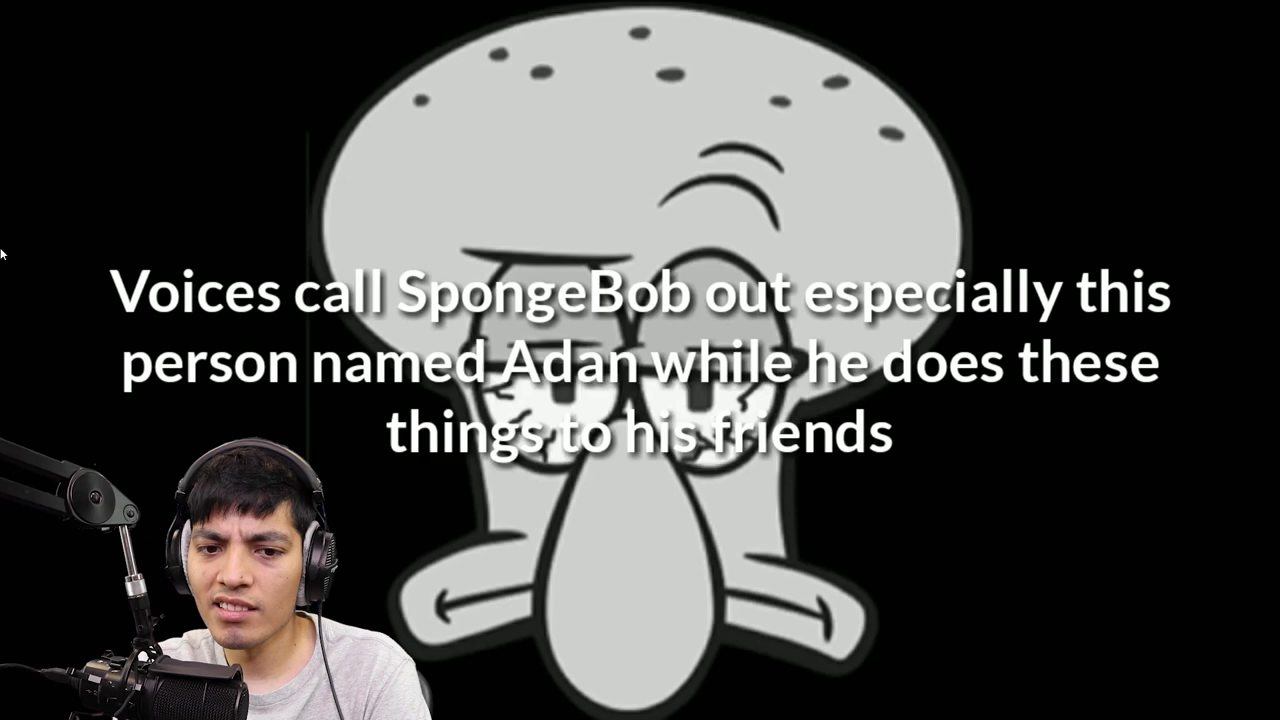 Voices call SpongeBob out especially this
person named Adan while he does these
things to his friends